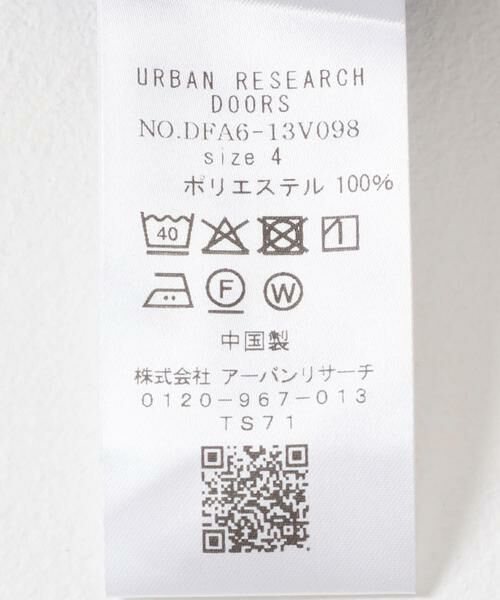 URBAN RESEARCH
DOORS
NO.DFA6-13V098
size 4
ポリエステル 100%
40
F W
中国製
株式会社 アーバンリサーチ
0120-967-013
TS71